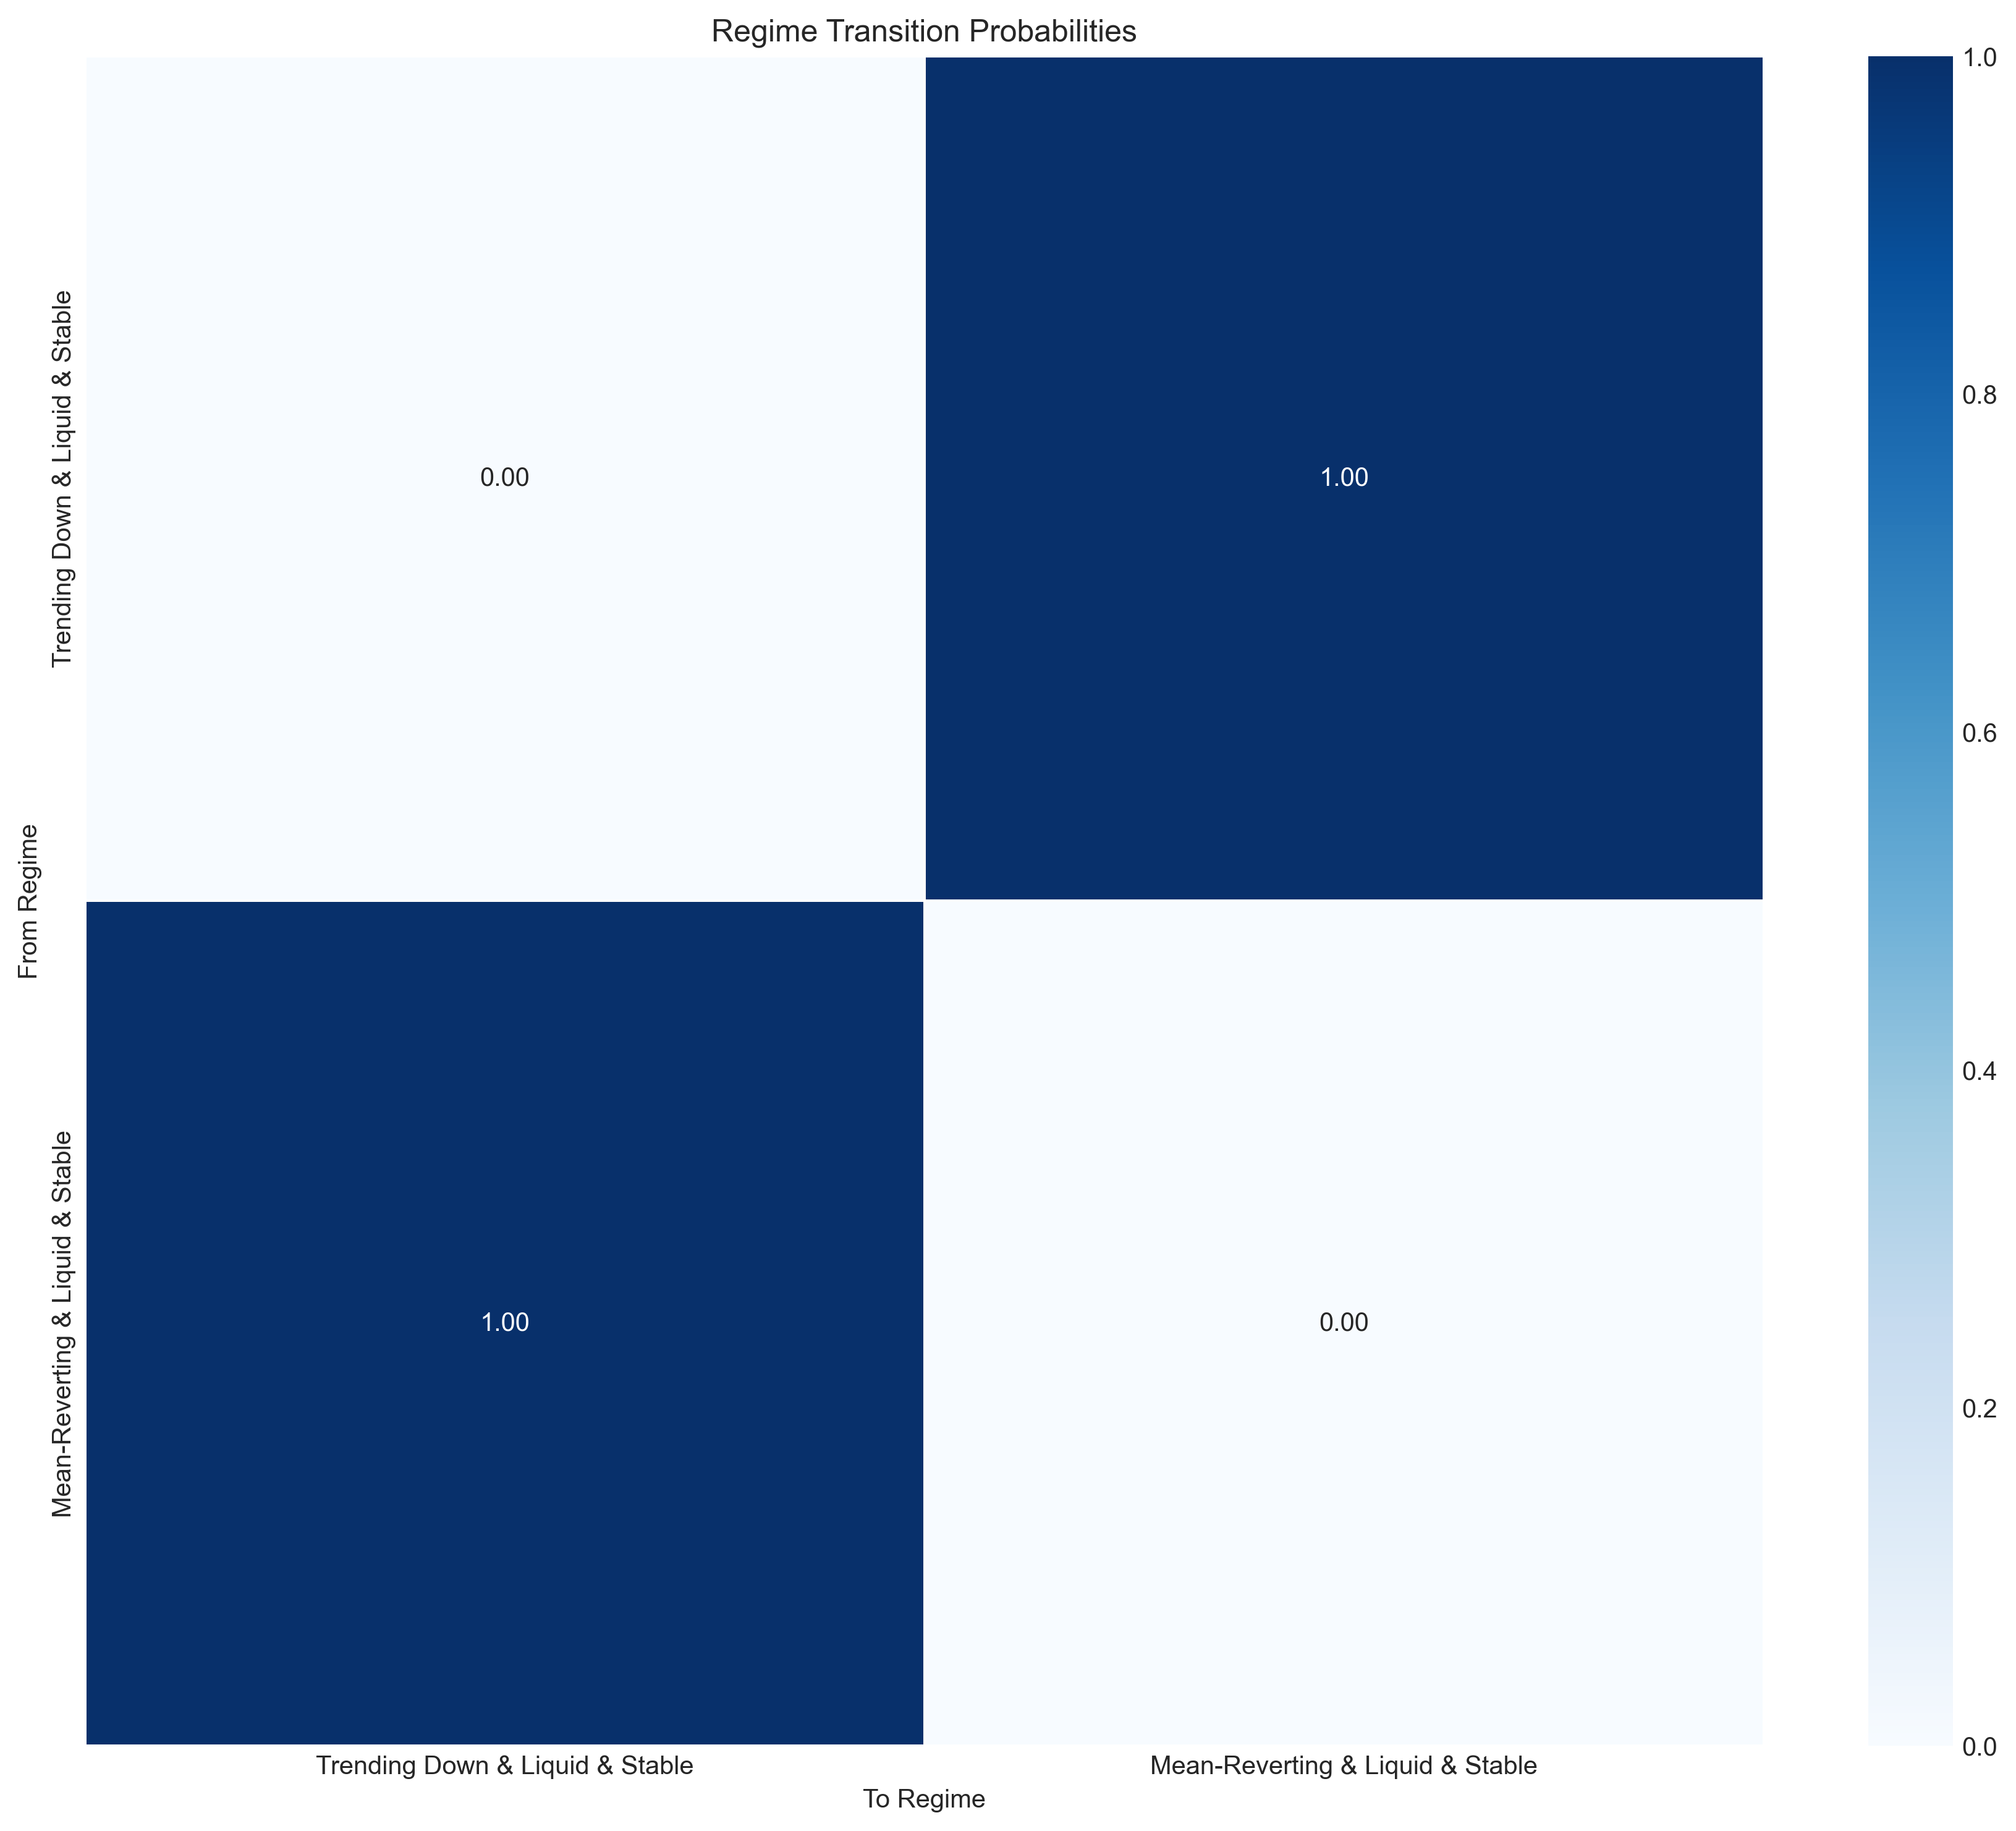 Regime Transition Probabilities
From Regime
Trending Down & Liquid & Stable
0.00
1.00
Mean-Reverting & Liquid & Stable
1.00
0.00
Trending Down & Liquid & Stable
Mean-Reverting & Liquid & Stable
To Regime
1.0
0.8
0.6
0.4
0.2
0.0